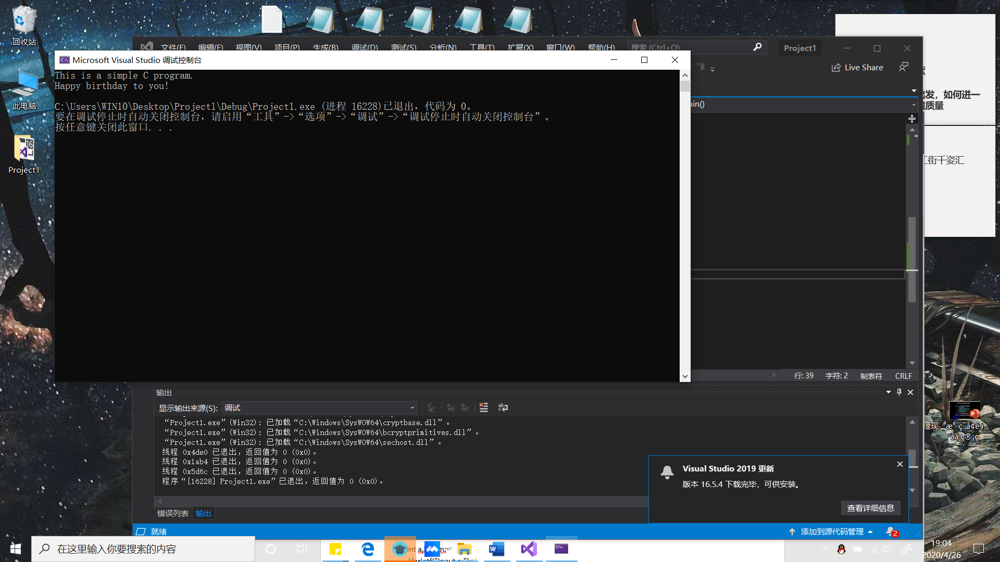 回收站
此电脑
Project1
文件(F) 编辑(E) 视图(V) 项目(P) 生成(B) 调试(D) 测试(S) 分析(N) 工具(T) 扩展(X) 窗口(W) 帮助(H) 搜索 (Ctrl+Q) Project1
Live Share
Microsoft Visual Studio 调试控制台
This is a simple C program.
Happy birthday to you!
C:\Users\WIN10\Desktop\Project1\Debug\Project1.exe (进程 16228)已退出，代码为 0。
要在调试停止时自动关闭控制台，请启用“工具”->“选项”->“调试”->“调试停止时自动关闭控制台”。
按任意键关闭此窗口. . .
ain()
出发，如何进一
质量
街千姿汇
行: 39 字符: 2 制表符 CRLF
输出
显示输出来源(S): 调试
“Project1.exe”(Win32): 已加载“C:\Windows\SysWOW64\cryptbase.dll”。
“Project1.exe”(Win32): 已加载“C:\Windows\SysWOW64\bcryptprimitives.dll”。
“Project1.exe”(Win32): 已加载“C:\Windows\SysWOW64\sechost.dll”。
线程 0x4de0 已退出，返回值为 0 (0x0)。
线程 0x1ab4 已退出，返回值为 0 (0x0)。
线程 0x5d6c 已退出，返回值为 0 (0x0)。
程序“[16228] Project1.exe”已退出，返回值为 0 (0x0)。
错误列表 输出
Visual Studio 2019 更新
版本 16.5.4 下载完毕，可供安装。
查看详细信息
理现
就绪
添加到源代码管理 2
在这里输入你要搜索的内容
19:04
2020/4/26